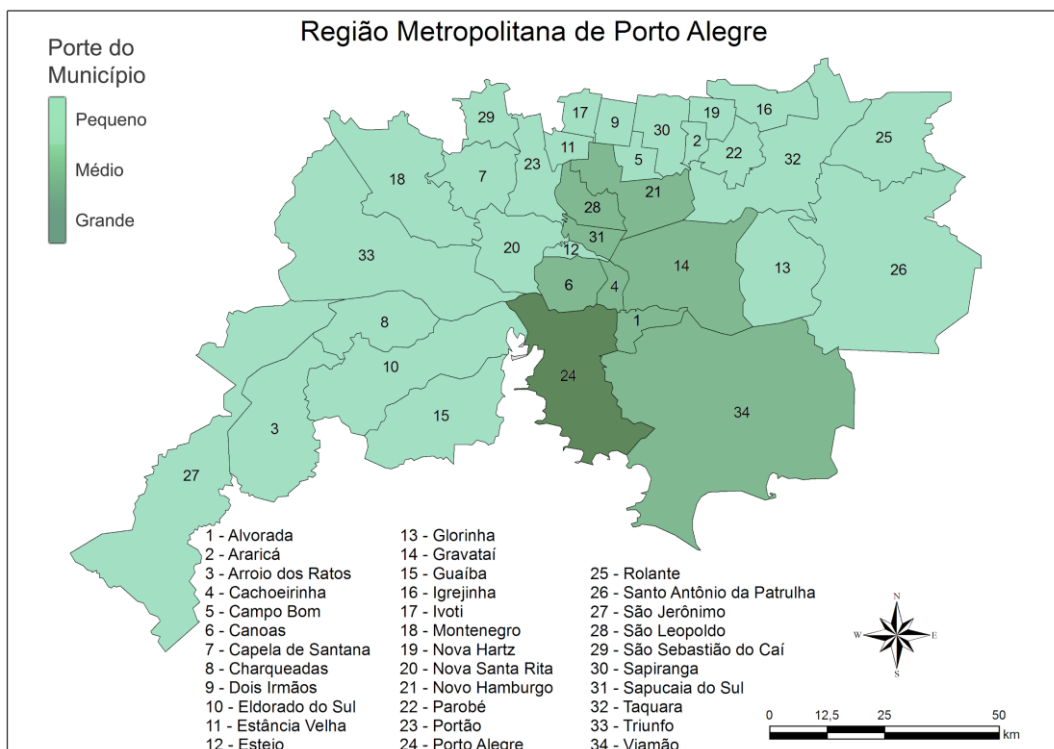 Região Metropolitana de Porto Alegre
Porte do
Município
Pequeno
Médio
Grande
29
17
9
30
19
16
25
2
11
5
22
32
23
7
18
28
21
31
12
20
33
14
13
26
6
4
8
1
10
24
34
15
3
27
1 - Alvorada
2 - Araricá
3 - Arroio dos Ratos
4 - Cachoeirinha
5 - Campo Bom
6 - Canoas
7 - Capela de Santana
8 - Charqueadas
9 - Dois Irmãos
10 - Eldorado do Sul
11 - Estância Velha
12 - Esteio
13 - Glorinha
14 - Gravataí
15 - Guaíba
16 - Igrejinha
17 - Ivoti
18 - Montenegro
19 - Nova Hartz
20 - Nova Santa Rita
21 - Novo Hamburgo
22 - Parobé
23 - Portão
24 - Porto Alegre
25 - Rolante
26 - Santo Antônio da Patrulha
27 - São Jerônimo
28 - São Leopoldo
29 - São Sebastião do Caí
30 - Sapiranga
31 - Sapucaia do Sul
32 - Taquara
33 - Triunfo
34 - Viamão
N
W E
S
0 12,5 25 50
km